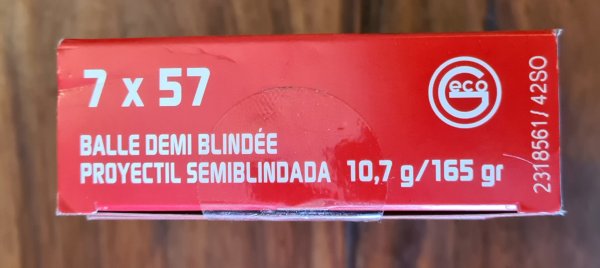 7 x 57
Geco
BALLE DEMI BLINDÉE
PROYECTIL SEMIBLINDADA 10,7 g/165 gr
2318561/42SO